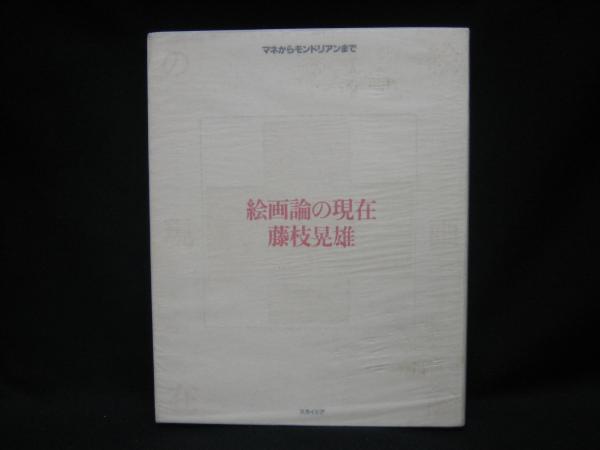 マネからモンドリアンまで
絵画論の現在
藤枝晃雄
スカイドア